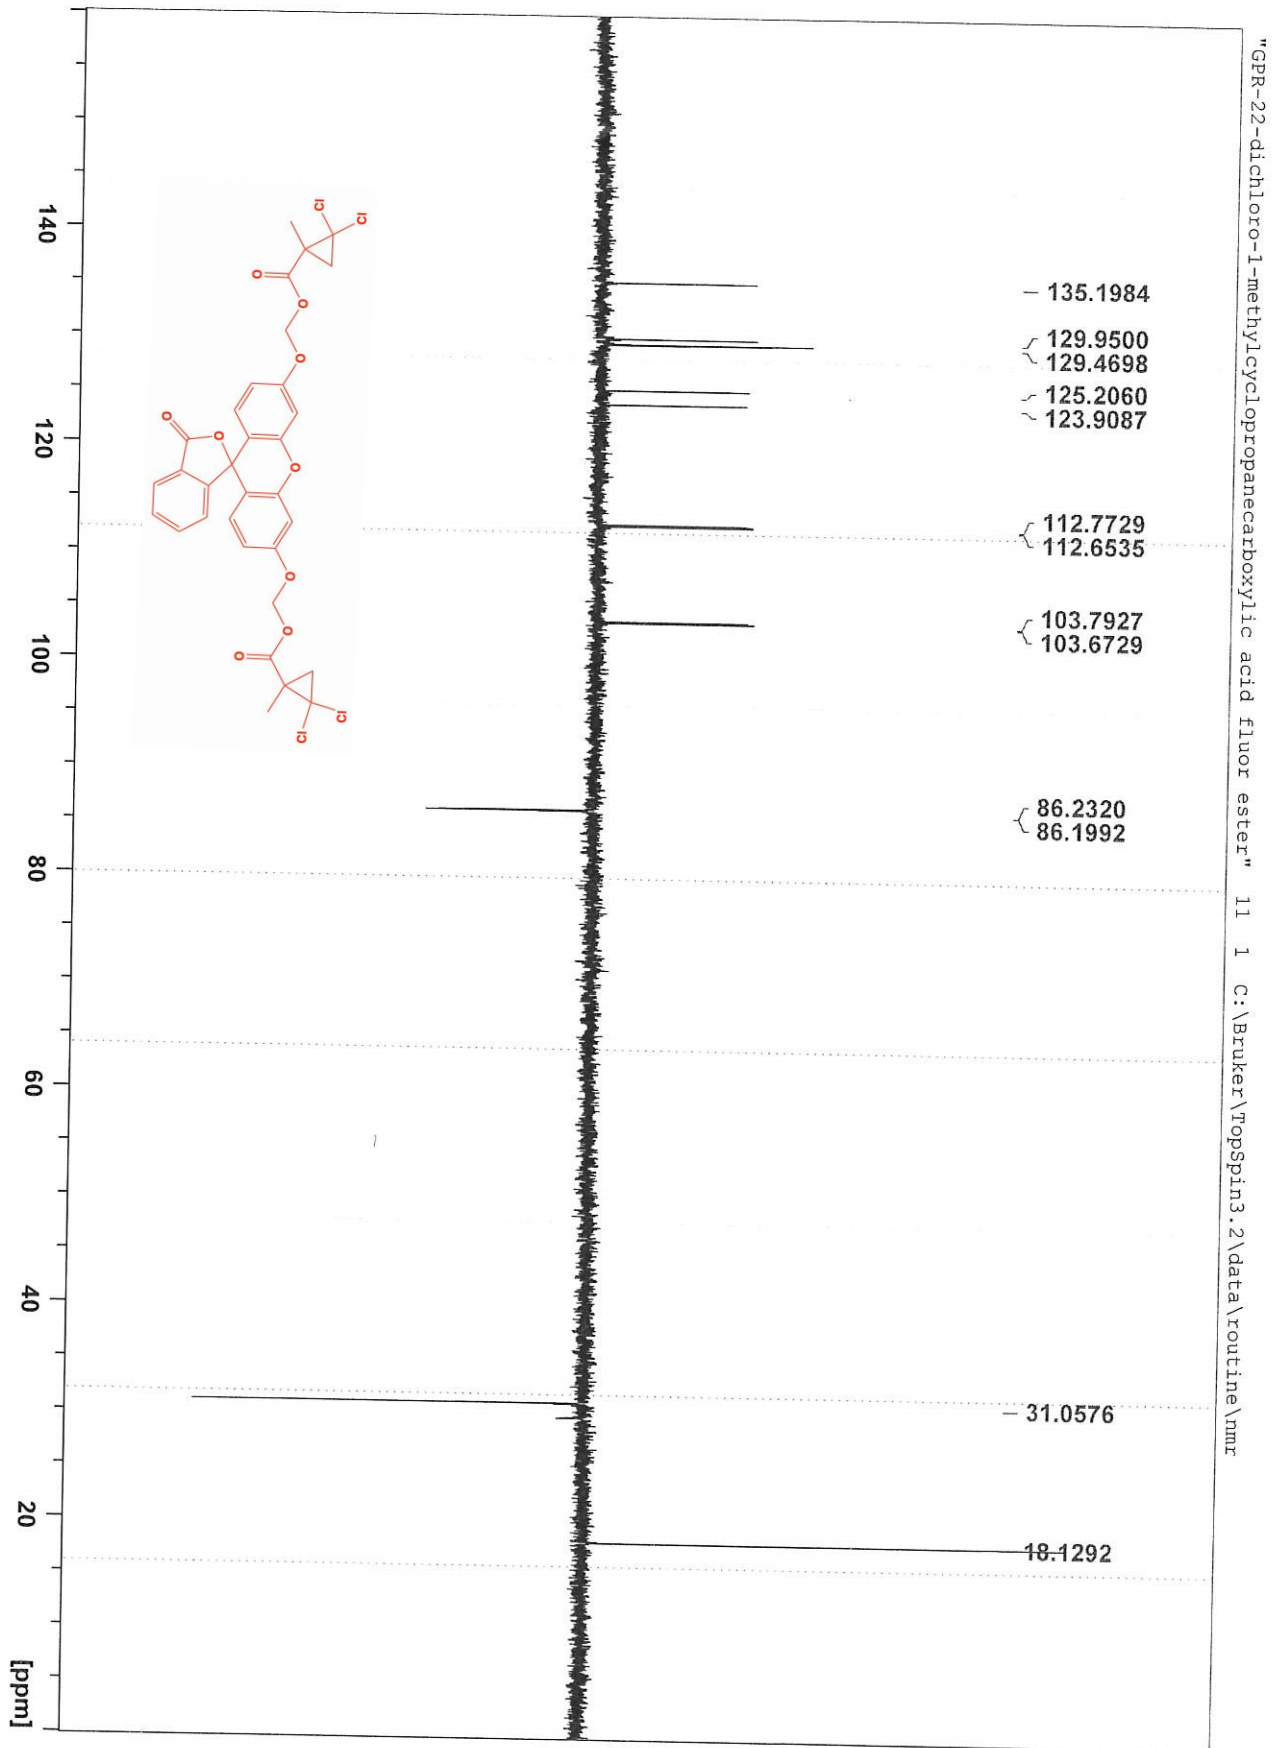 "GPR-22-dichloro-1-methylcyclopropanecarboxylic acid fluor ester" 11 1 C:\Bruker\TopSpin3.2\data\routine\nmr
135.1984
129.9500
129.4698
125.2060
123.9087
112.7729
112.6535
103.7927
103.6729
86.2320
86.1992
31.0576
18.1292
Cl
Cl
O
O
O
O
O
O
O
O
O
Cl
Cl
140
120
100
80
60
40
20
[ppm]